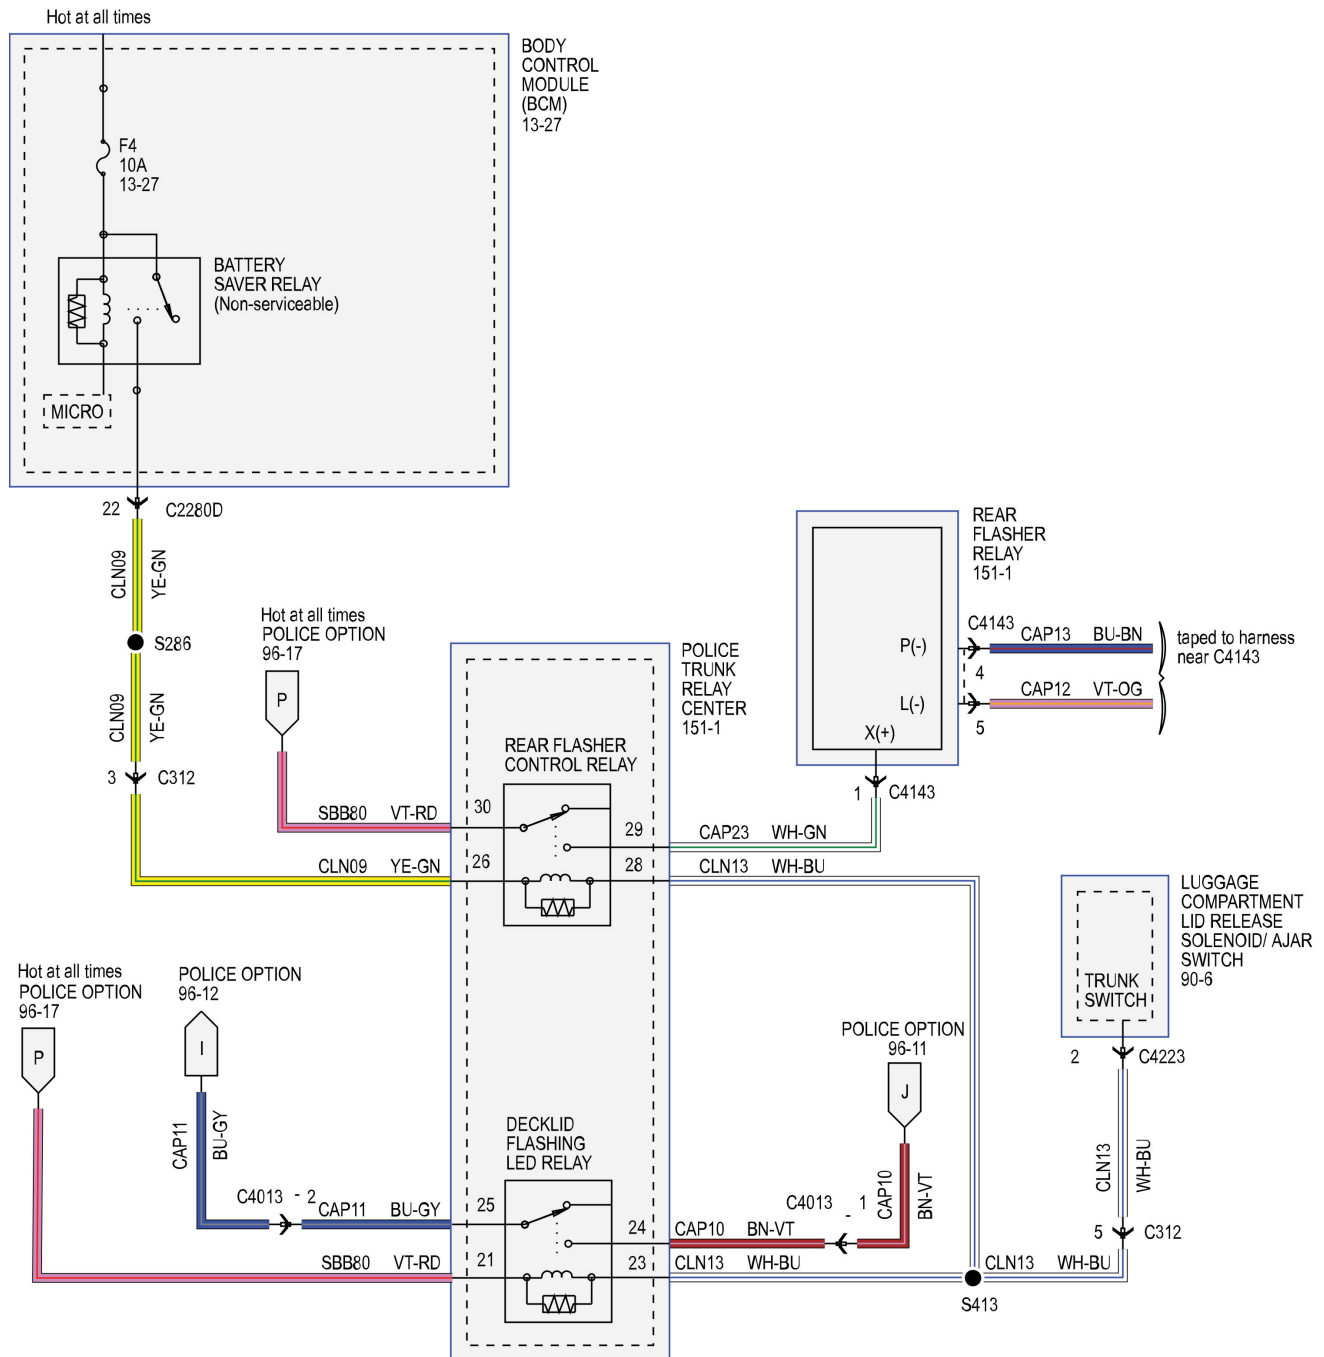 Hot at all times
BODY
CONTROL
MODULE
(BCM)
13-27
F4
10A
13-27
BATTERY
SAVER RELAY
(Non-serviceable)
MICRO
22
C2280D
CLN09
YE-GN
S286
CLN09
YE-GN
3
C312
Hot at all times
POLICE OPTION
96-17
P
SBB80
VT-RD
CLN09
YE-GN
POLICE
TRUNK
RELAY
CENTER
151-1
REAR FLASHER
CONTROL RELAY
30
29
26
28
REAR
FLASHER
RELAY
151-1
P(-)
L(-)
X(+)
C4143
4
5
CAP13
BU-BN
CAP12
VT-OG
taped to harness
near C4143
1
C4143
CAP23
WH-GN
CLN13
WH-BU
LUGGAGE
COMPARTMENT
LID RELEASE
SOLENOID/ AJAR
SWITCH
90-6
TRUNK
SWITCH
2
C4223
CLN13
WH-BU
5
C312
Hot at all times
POLICE OPTION
96-17
P
POLICE OPTION
96-12
I
CAP11
BU-GY
C4013 - 2
CAP11
BU-GY
SBB80
VT-RD
DECKLID
FLASHING
LED RELAY
25
24
21
23
POLICE OPTION
96-11
J
CAP10
BN-VT
C4013 - 1
CAP10
BN-VT
CLN13
WH-BU
CLN13
WH-BU
S413